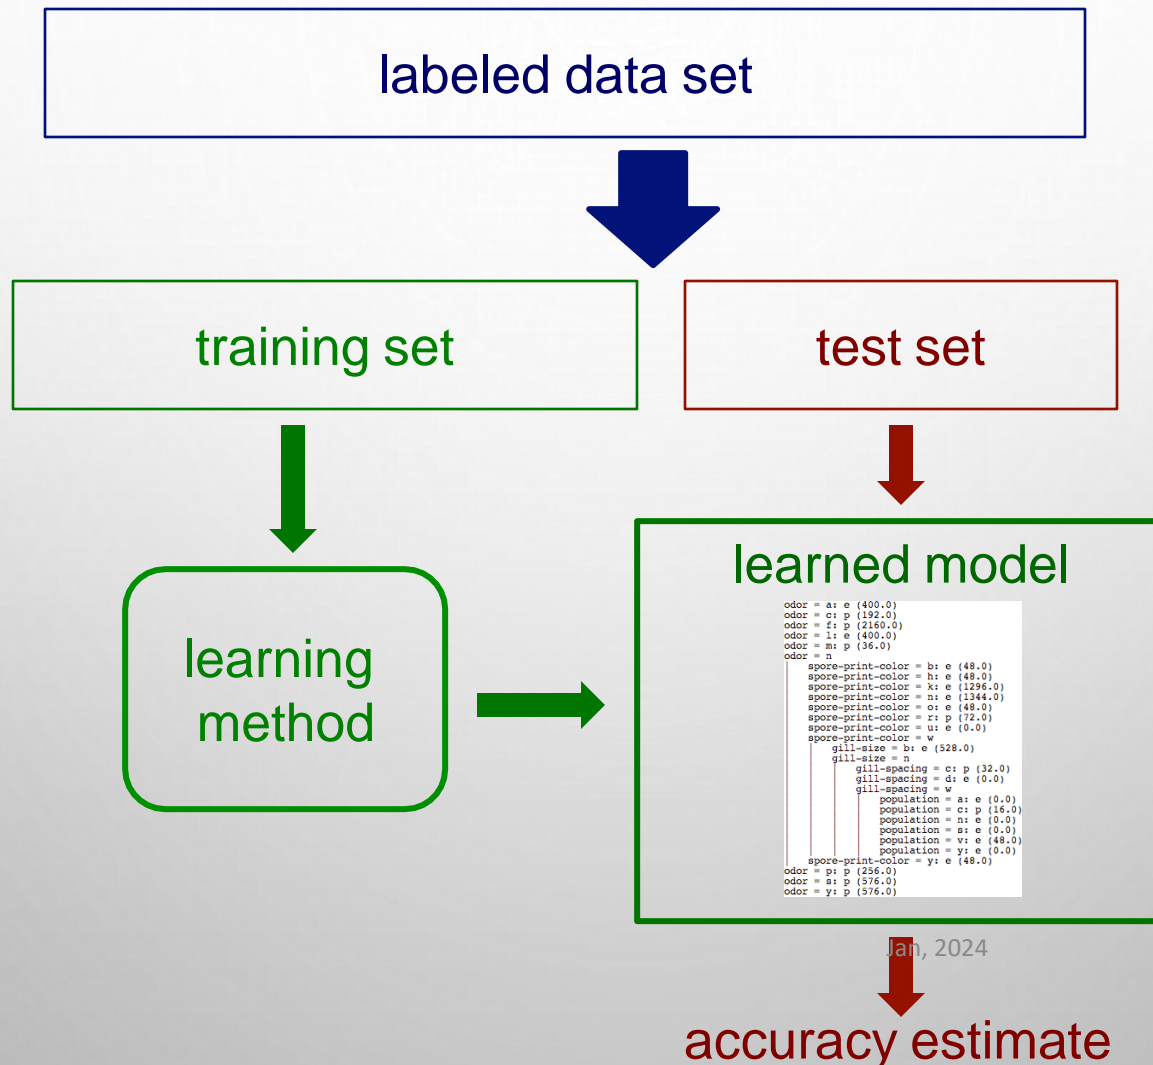 labeled data set
training set
test set
learning
method
learned model
odor = a: e (400.0)
odor = c: p (192.0)
odor = f: p (2160.0)
odor = l: e (400.0)
odor = m: p (36.0)
odor = n
|   spore-print-color = b: e (48.0)
|   spore-print-color = h: e (48.0)
|   spore-print-color = k: e (1296.0)
|   spore-print-color = n: e (1344.0)
|   spore-print-color = o: e (48.0)
|   spore-print-color = r: p (72.0)
|   spore-print-color = u: e (0.0)
|   spore-print-color = w
|   |   gill-size = b: e (528.0)
|   |   gill-size = n
|   |   |   gill-spacing = c: p (32.0)
|   |   |   gill-spacing = d: e (0.0)
|   |   |   gill-spacing = w
|   |   |   |   population = a: e (0.0)
|   |   |   |   population = c: p (16.0)
|   |   |   |   population = n: e (0.0)
|   |   |   |   population = s: e (0.0)
|   |   |   |   population = v: e (48.0)
|   |   |   |   population = y: e (0.0)
|   spore-print-color = y: e (48.0)
odor = p: p (256.0)
odor = s: p (576.0)
odor = y: p (576.0)
Jan, 2024
accuracy estimate